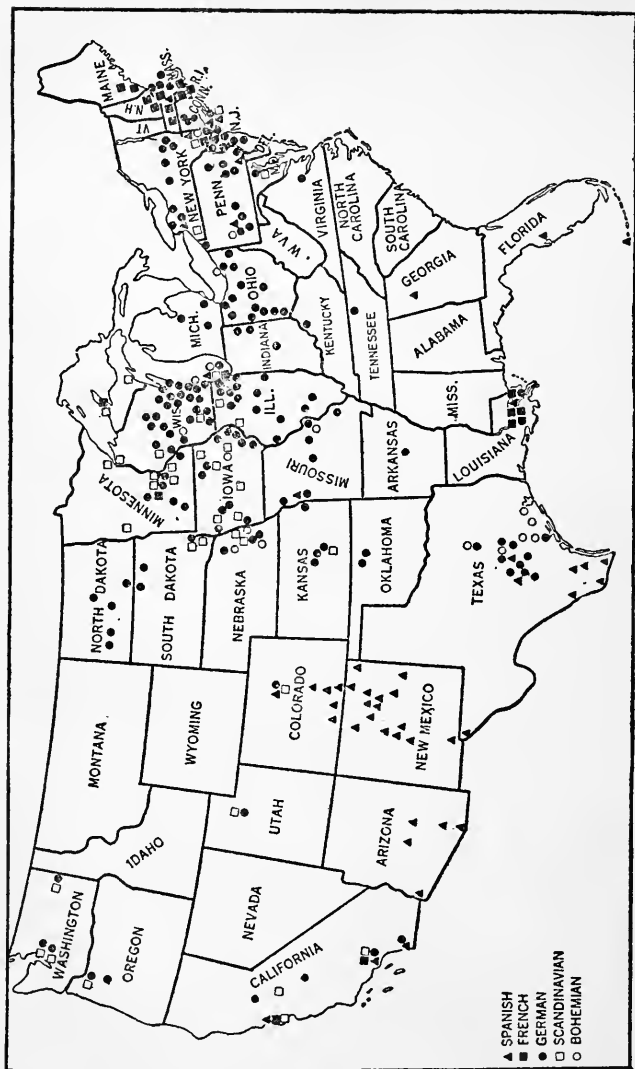 WASHINGTON
OREGON
CALIFORNIA
NEVADA
IDAHO
MONTANA
WYOMING
UTAH
ARIZONA
COLORADO
NEW MEXICO
NORTH DAKOTA
SOUTH DAKOTA
NEBRASKA
KANSAS
OKLAHOMA
TEXAS
MINNESOTA
IOWA
MISSOURI
ARKANSAS
LOUISIANA
WIS.
ILL.
MICH.
INDIANA
OHIO
KENTUCKY
TENNESSEE
MISS.
ALABAMA
GEORGIA
FLORIDA
SOUTH CAROLINA
NORTH CAROLINA
VIRGINIA
W. VA
PENN
NEW YORK
VT
N.H
MAINE
MASS.
R.I.
CONN.
N.J.
DEL.
MD.
▲ SPANISH
■ FRENCH
● GERMAN
□ SCANDINAVIAN
○ BOHEMIAN